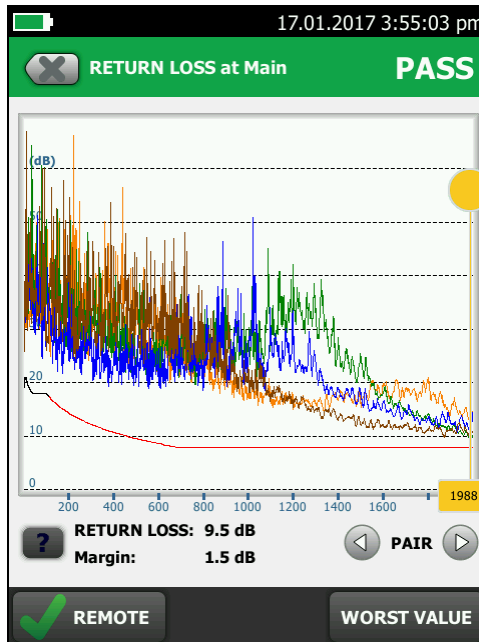 17.01.2017 3:55:03 pm
RETURN LOSS at Main
PASS
(dB)
50
20
10
0
200 400 600 800 1000 1200 1400 1600
1988
RETURN LOSS: 9.5 dB
Margin: 1.5 dB
?
PAIR
REMOTE
WORST VALUE